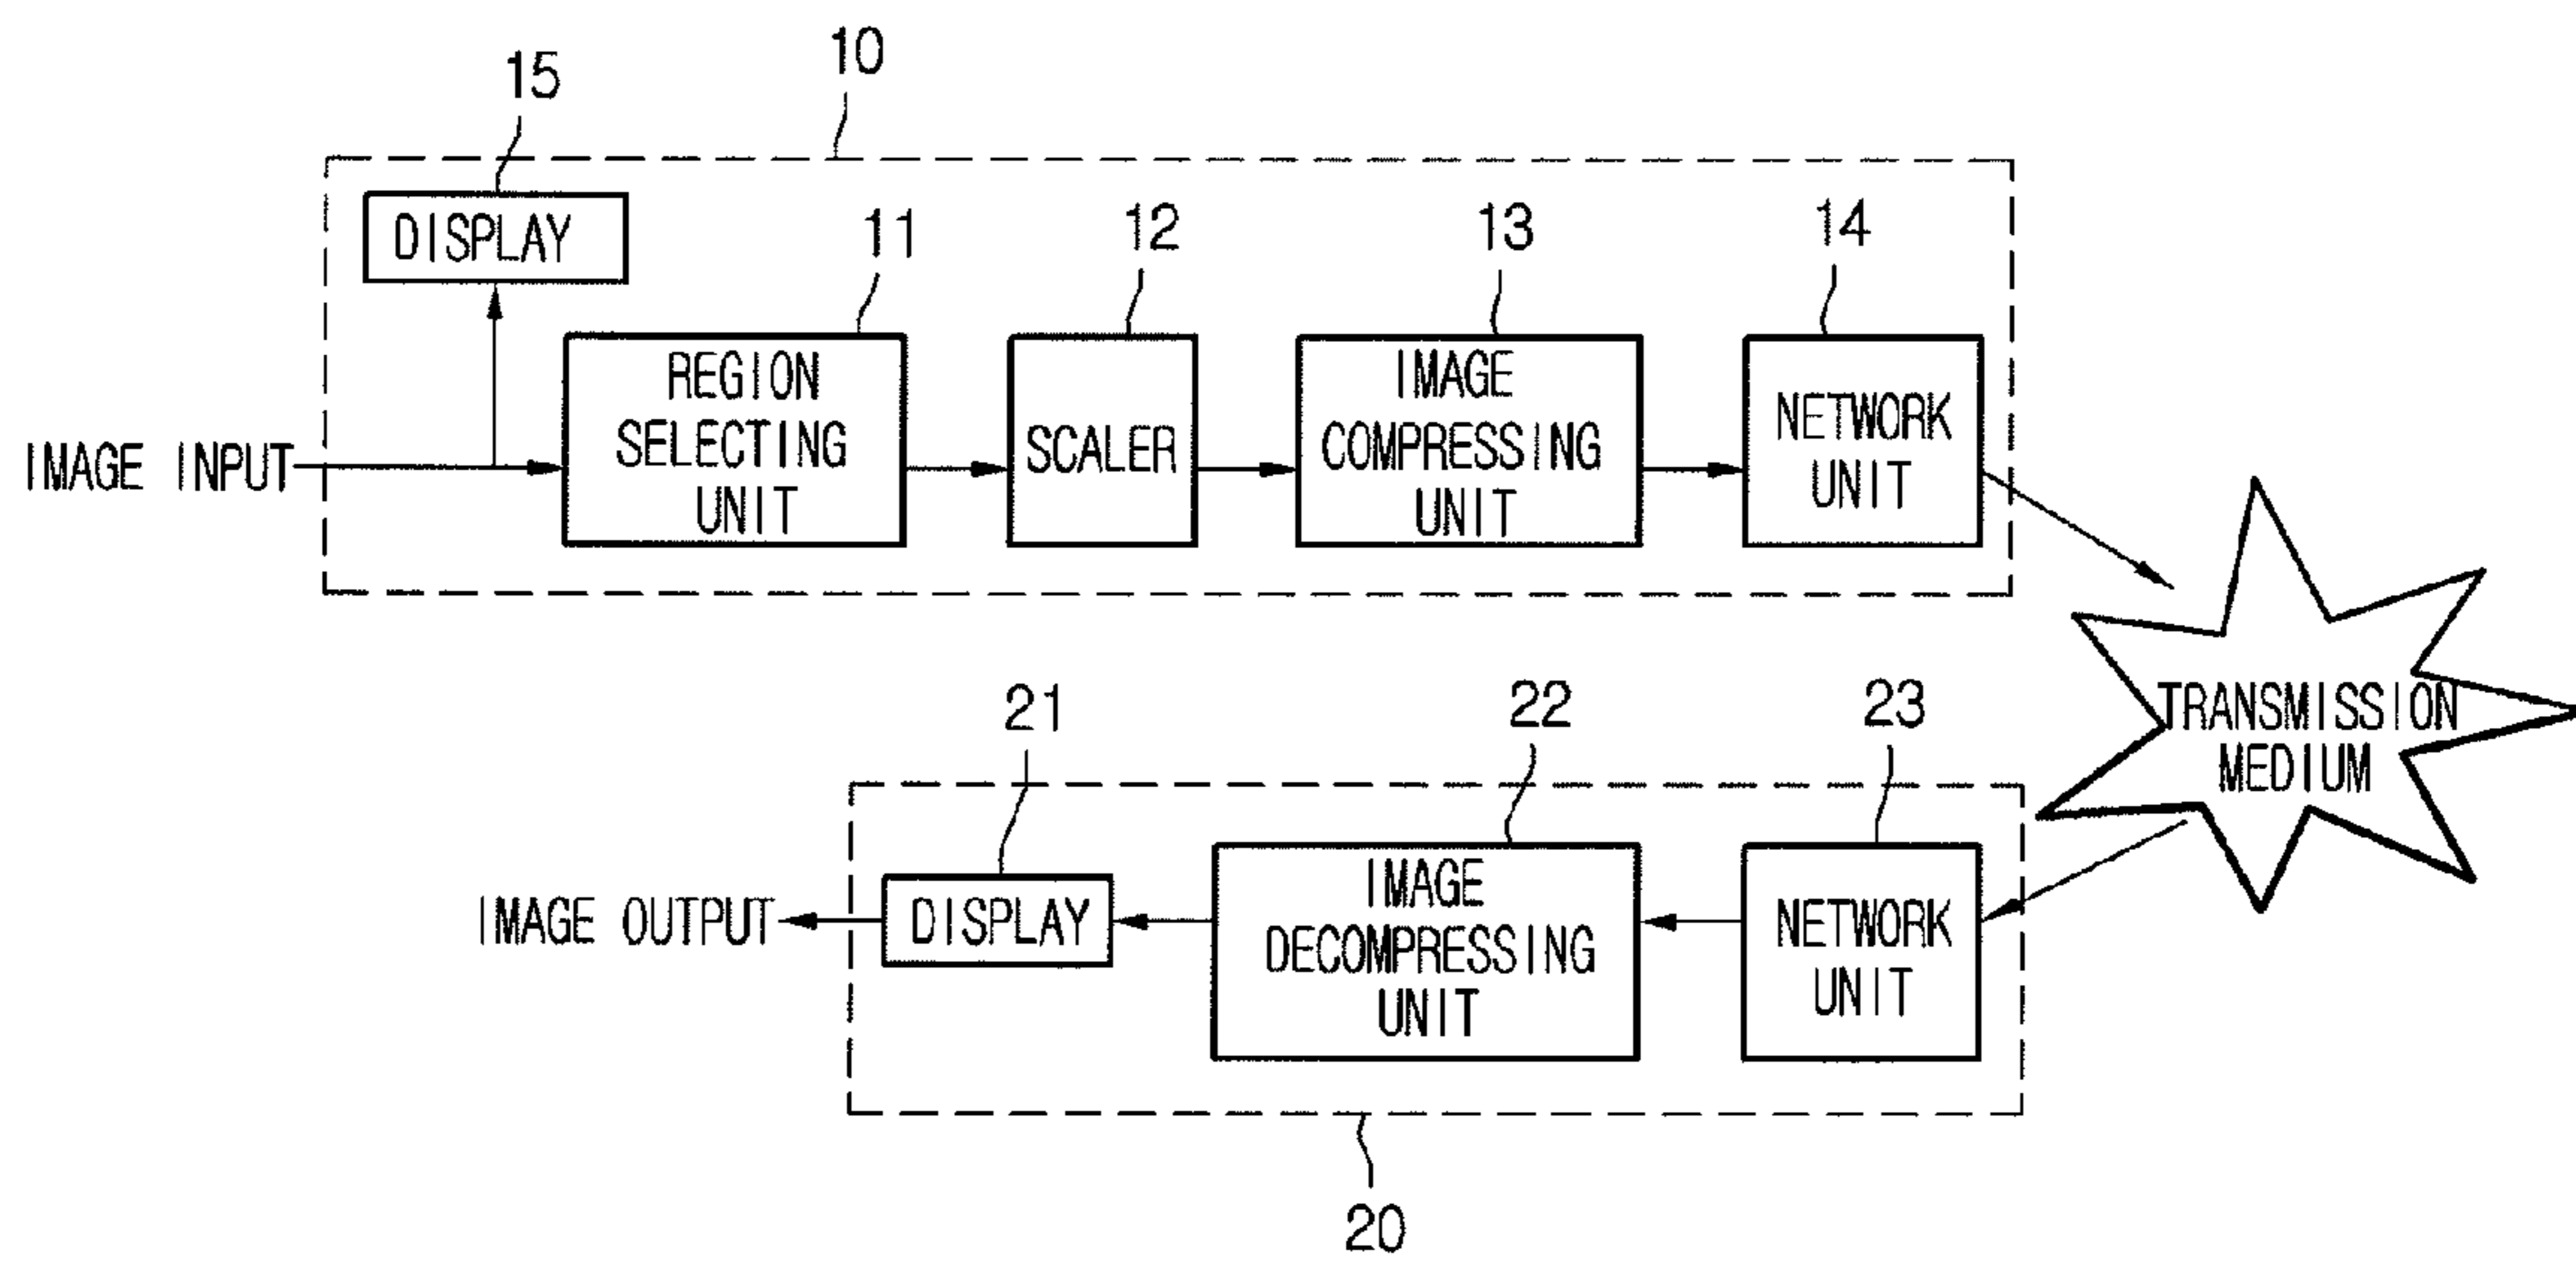 10
15
DISPLAY
11
12
13
14
REGION
SELECTING
UNIT
SCALER
IMAGE
COMPRESSING
UNIT
NETWORK
UNIT
IMAGE INPUT
TRANSMISSION
MEDIUM
21
22
23
IMAGE OUTPUT
DISPLAY
IMAGE
DECOMPRESSING
UNIT
NETWORK
UNIT
20